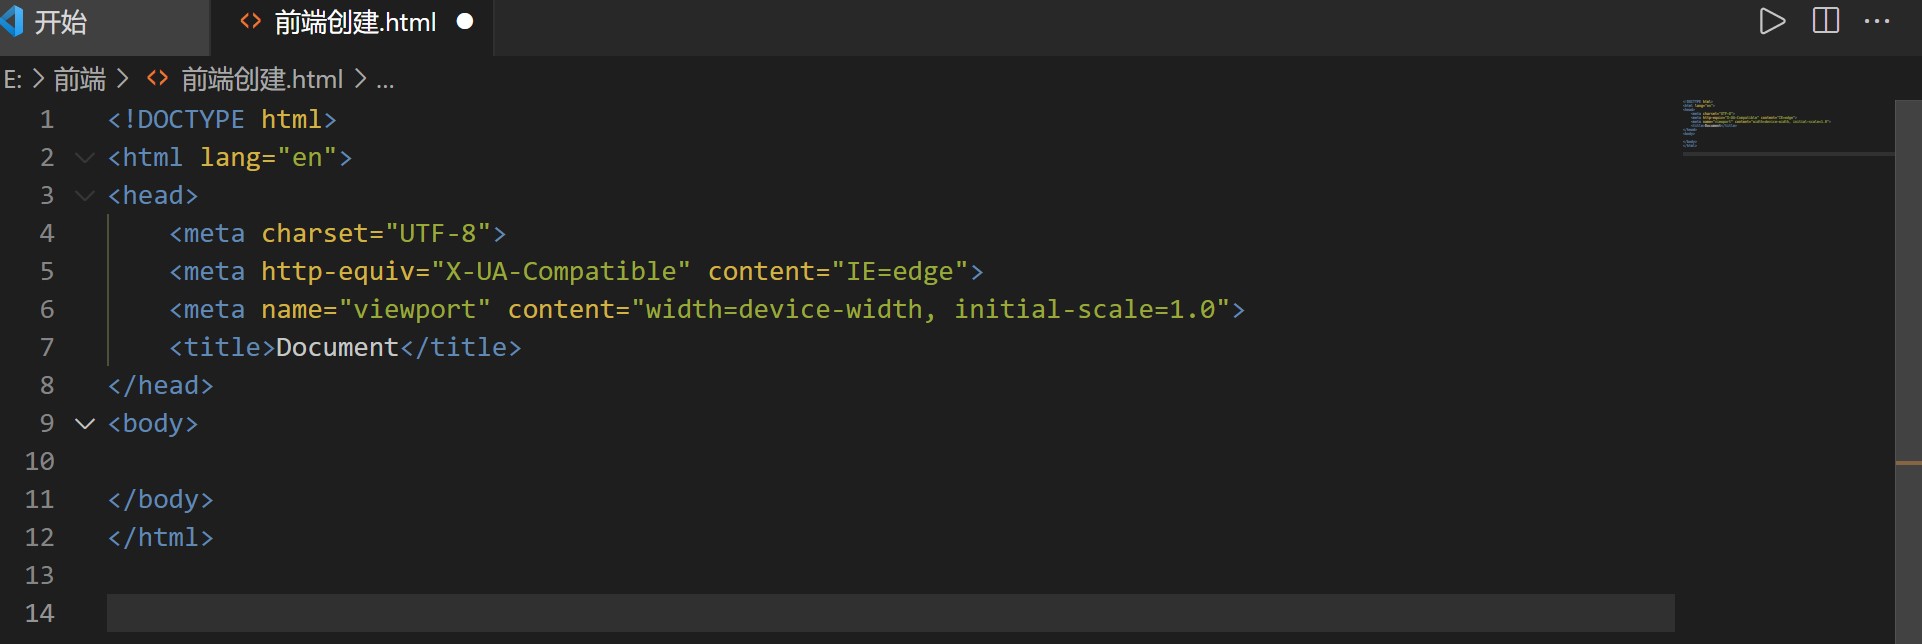 开始
前端创建.html
E: > 前端 > 前端创建.html > ...
1 <!DOCTYPE html>
2 <html lang="en">
3 <head>
4     <meta charset="UTF-8">
5     <meta http-equiv="X-UA-Compatible" content="IE=edge">
6     <meta name="viewport" content="width=device-width, initial-scale=1.0">
7     <title>Document</title>
8 </head>
9 <body>
10
11 </body>
12 </html>
13
14